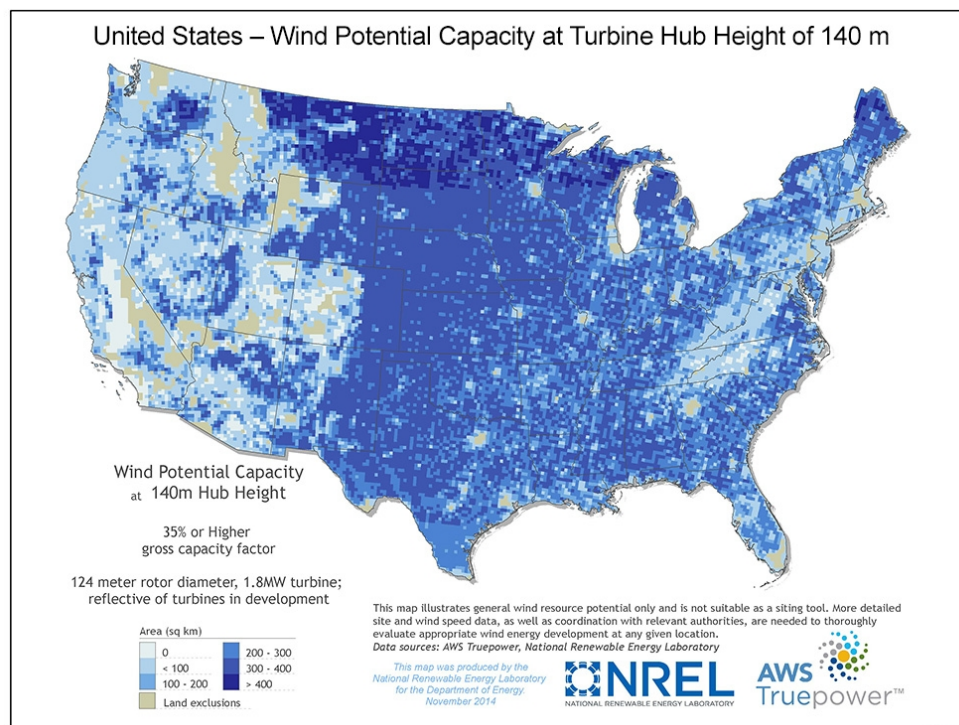 United States – Wind Potential Capacity at Turbine Hub Height of 140 m
Wind Potential Capacity
at 140m Hub Height
35% or Higher
gross capacity factor
124 meter rotor diameter, 1.8MW turbine;
reflective of turbines in development
Area (sq km)
0
< 100
100 - 200
200 - 300
300 - 400
> 400
Land exclusions
This map illustrates general wind resource potential only and is not suitable as a siting tool. More detailed
site and wind speed data, as well as coordination with relevant authorities, are needed to thoroughly
evaluate appropriate wind energy development at any given location.
Data sources: AWS Truepower, National Renewable Energy Laboratory
This map was produced by the
National Renewable Energy Laboratory
for the Department of Energy.
November 2014
NREL
NATIONAL RENEWABLE ENERGY LABORATORY
AWS
Truepower™